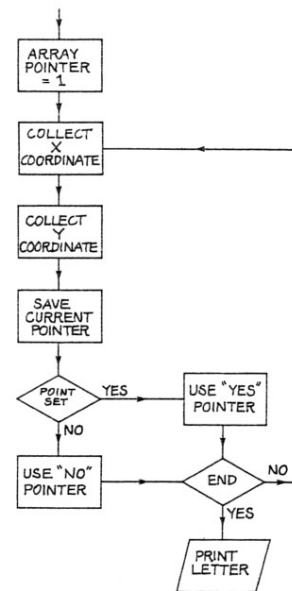 ARRAY
POINTER
= 1
COLLECT
X
COORDINATE
COLLECT
Y
COORDINATE
SAVE
CURRENT
POINTER
POINT
SET
YES
NO
USE "YES"
POINTER
USE "NO"
POINTER
END
NO
YES
PRINT
LETTER